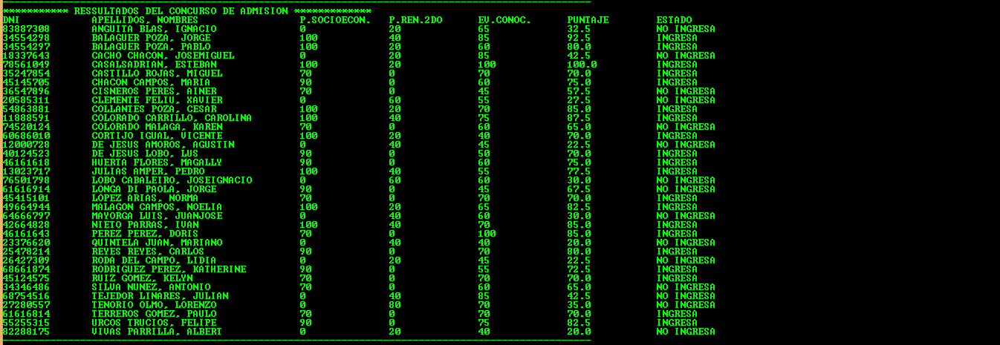 *********** RESSULTADOS DEL CONCURSO DE ADMISION *************
DNI APELLIDOS, NOMBRES P.SOCIOECON. P.REN.2DO EV.CONOC. PUNTAJE ESTADO
83887308 ANGUITA BLAS, IGNACIO 0 20 65 32.5 NO INGRESA
34554298 BALAGUER POZA, JORGE 100 40 85 92.5 INGRESA
34554297 BALAGUER POZA, PABLO 100 20 60 80.0 INGRESA
18337643 CACHO CHACON, JOSEMIGUEL 0 20 85 42.5 NO INGRESA
78561049 CASALSADRIAN, ESTEBAN 100 20 100 100.0 INGRESA
35247854 CASTILLO ROJAS, MIGUEL 70 0 70 70.0 INGRESA
45145705 CHACON CAMPOS, MARIA 90 0 60 75.0 INGRESA
36547896 CISNEROS PERES, AINER 70 0 45 57.5 NO INGRESA
20585311 CLEMENTE FELIU, XAVIER 0 60 55 27.5 NO INGRESA
54863881 COLLANTES POZA, CESAR 100 20 70 85.0 INGRESA
11888591 COLORADO CARRILLO, CAROLINA 100 40 75 87.5 INGRESA
74520124 COLORADO MALAGA, KAREN 70 0 60 65.0 NO INGRESA
60686010 CORTIJO IGUAL, VICENTE 100 20 40 70.0 INGRESA
12000728 DE JESUS AMOROS, AGUSTIN 0 40 45 22.5 NO INGRESA
40124523 DE JESUS LOBO, LUS 90 0 50 70.0 INGRESA
46161618 HUERTA FLORES, MAGALLY 90 0 60 75.0 INGRESA
13023717 JULIAS AMPER, PEDRO 100 40 55 77.5 INGRESA
76501798 LOBO CABALEIRO, JOSEIGNACIO 0 60 60 30.0 NO INGRESA
61616914 LONGA DI PAOLA, JORGE 90 0 45 67.5 NO INGRESA
45415101 LOPEZ ARIAS, NORMA 70 0 70 70.0 INGRESA
49664944 MALAGON CAMPOS, NOELIA 100 20 65 82.5 INGRESA
64666797 MAYORGA LUIS, JUANJOSE 0 40 60 30.0 NO INGRESA
42664828 NIETO PARRAS, IVAN 100 40 70 85.0 INGRESA
46161643 PEREZ PEREZ, DORIS 70 0 100 85.0 INGRESA
23376620 QUINTELA JUAN, MARIANO 0 40 40 20.0 NO INGRESA
25478214 REYES REYES, CARLOS 90 0 70 80.0 INGRESA
26427309 RODA DEL CAMPO, LIDIA 0 20 45 22.5 NO INGRESA
68661874 RODRIGUEZ PEREZ, KATHERINE 90 0 55 72.5 INGRESA
45124575 RUIZ GOMEZ, KELYN 70 0 70 70.0 INGRESA
34346486 SILVA NUNEZ, ANTONIO 70 0 60 65.0 NO INGRESA
68754516 TEJEDOR LINARES, JULIAN 0 40 85 42.5 NO INGRESA
27280557 TENORIO OLMO, LORENZO 0 80 70 35.0 NO INGRESA
61616814 TERREROS GOMEZ, PAULO 70 0 70 70.0 INGRESA
55255315 URCOS TRUCIOS, FELIPE 90 0 75 82.5 INGRESA
82288175 VIVAS PARRILLA, ALBERT 0 20 40 20.0 NO INGRESA